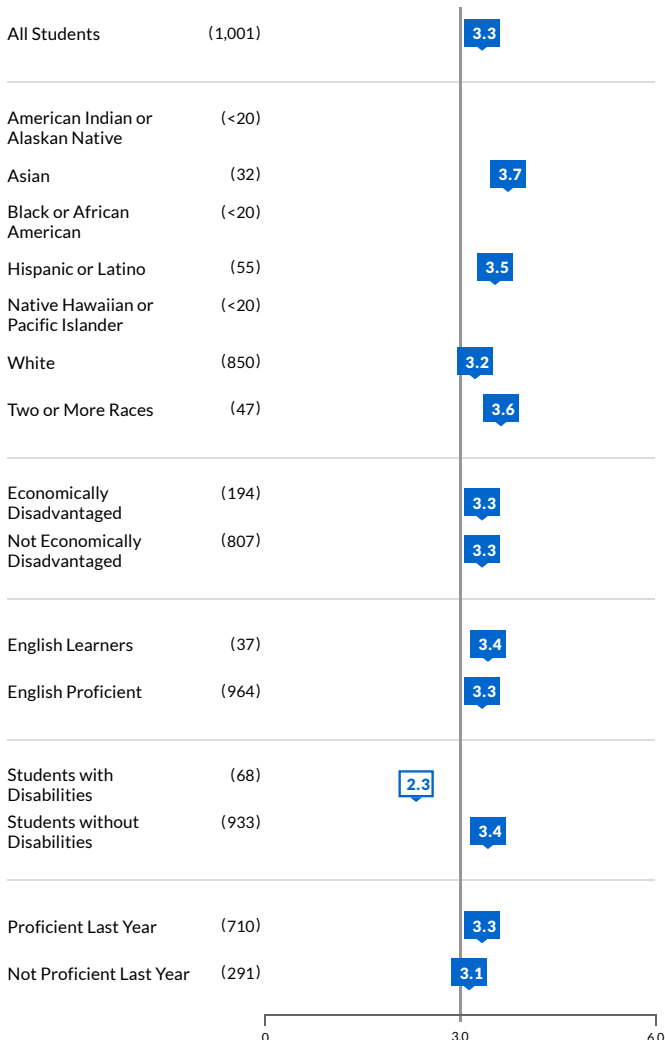 All Students (1,001) 3.3
American Indian or (<20)
Alaskan Native
Asian (32) 3.7
Black or African (<20)
American
Hispanic or Latino (55) 3.5
Native Hawaiian or (<20)
Pacific Islander
White (850) 3.2
Two or More Races (47) 3.6
Economically (194) 3.3
Disadvantaged
Not Economically (807) 3.3
Disadvantaged
English Learners (37) 3.4
English Proficient (964) 3.3
Students with (68) 2.3
Disabilities
Students without (933) 3.4
Disabilities
Proficient Last Year (710) 3.3
Not Proficient Last Year (291) 3.1
0 3.0 6.0